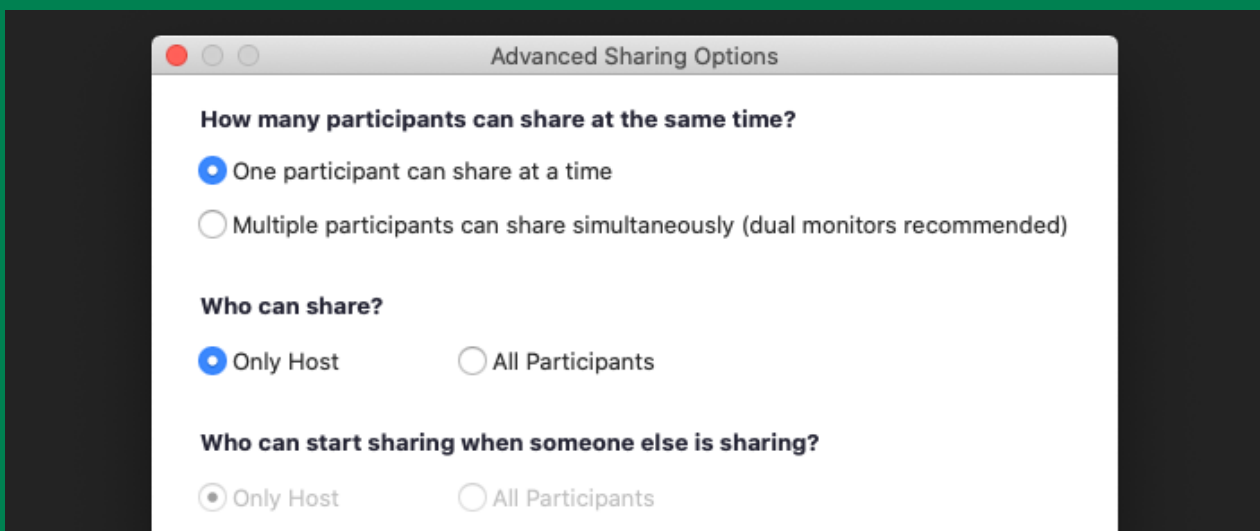 Advanced Sharing Options
How many participants can share at the same time?
One participant can share at a time
Multiple participants can share simultaneously (dual monitors recommended)
Who can share?
Only Host All Participants
Who can start sharing when someone else is sharing?
Only Host All Participants